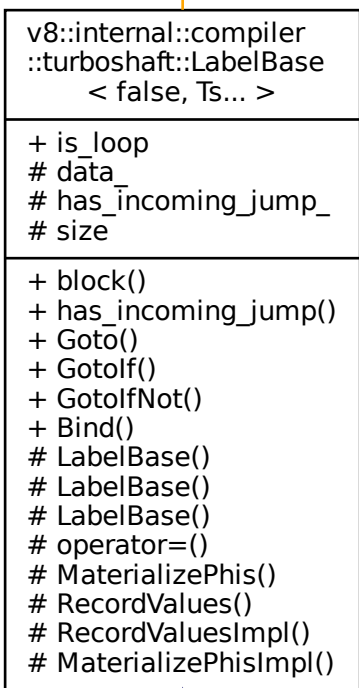 v8::internal::compiler
::turboshaft::LabelBase
< false, Ts... >
+ is_loop
# data_
# has_incoming_jump_
# size
+ block()
+ has_incoming_jump()
+ Goto()
+ GotoIf()
+ GotoIfNot()
+ Bind()
# LabelBase()
# LabelBase()
# LabelBase()
# operator=()
# MaterializePhis()
# RecordValues()
# RecordValuesImpl()
# MaterializePhisImpl()